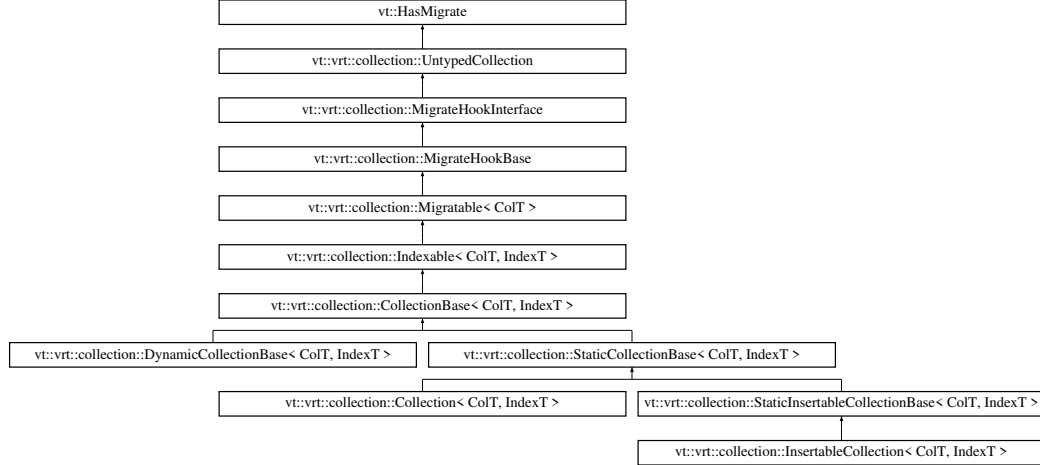 vt::HasMigrate
vt::vrt::collection::UntypedCollection
vt::vrt::collection::MigrateHookInterface
vt::vrt::collection::MigrateHookBase
vt::vrt::collection::Migratable< ColT >
vt::vrt::collection::Indexable< ColT, IndexT >
vt::vrt::collection::CollectionBase< ColT, IndexT >
vt::vrt::collection::DynamicCollectionBase< ColT, IndexT >
vt::vrt::collection::StaticCollectionBase< ColT, IndexT >
vt::vrt::collection::Collection< ColT, IndexT >
vt::vrt::collection::StaticInsertableCollectionBase< ColT, IndexT >
vt::vrt::collection::InsertableCollection< ColT, IndexT >